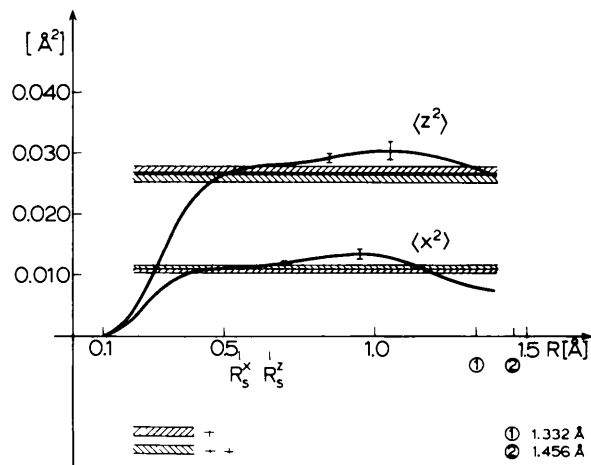 [Å²]
0.040
⟨z²⟩
0.030
0.020
⟨x²⟩
0.010
0.1 0.5 1.0 1.5 R[Å]
R_s^x R_s^z ① ②
+ ① 1.332 Å
+ + ② 1.456 Å